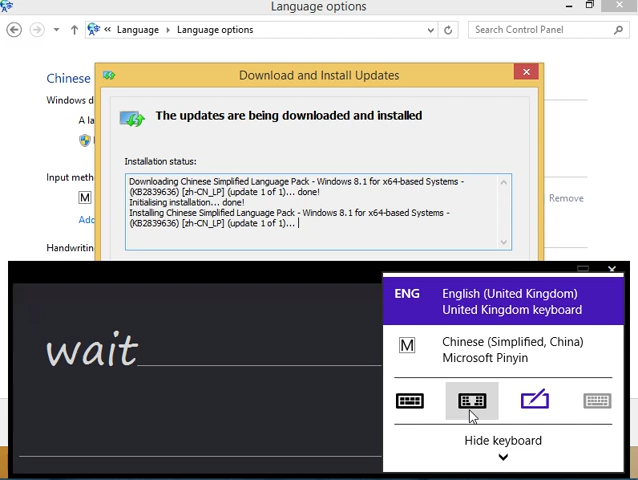 Language options
« Language › Language options
Search Control Panel
Chinese
Windows d
A la
Input meth
M
Remove
Add
Handwriting
Download and Install Updates
The updates are being downloaded and installed
Installation status:
Downloading Chinese Simplified Language Pack - Windows 8.1 for x64-based Systems -
(KB2839636) [zh-CN_LP] (update 1 of 1)... done!
Initialising installation... done!
Installing Chinese Simplified Language Pack - Windows 8.1 for x64-based Systems -
(KB2839636) [zh-CN_LP] (update 1 of 1)...
wait
ENG
English (United Kingdom)
United Kingdom keyboard
M
Chinese (Simplified, China)
Microsoft Pinyin
Hide keyboard